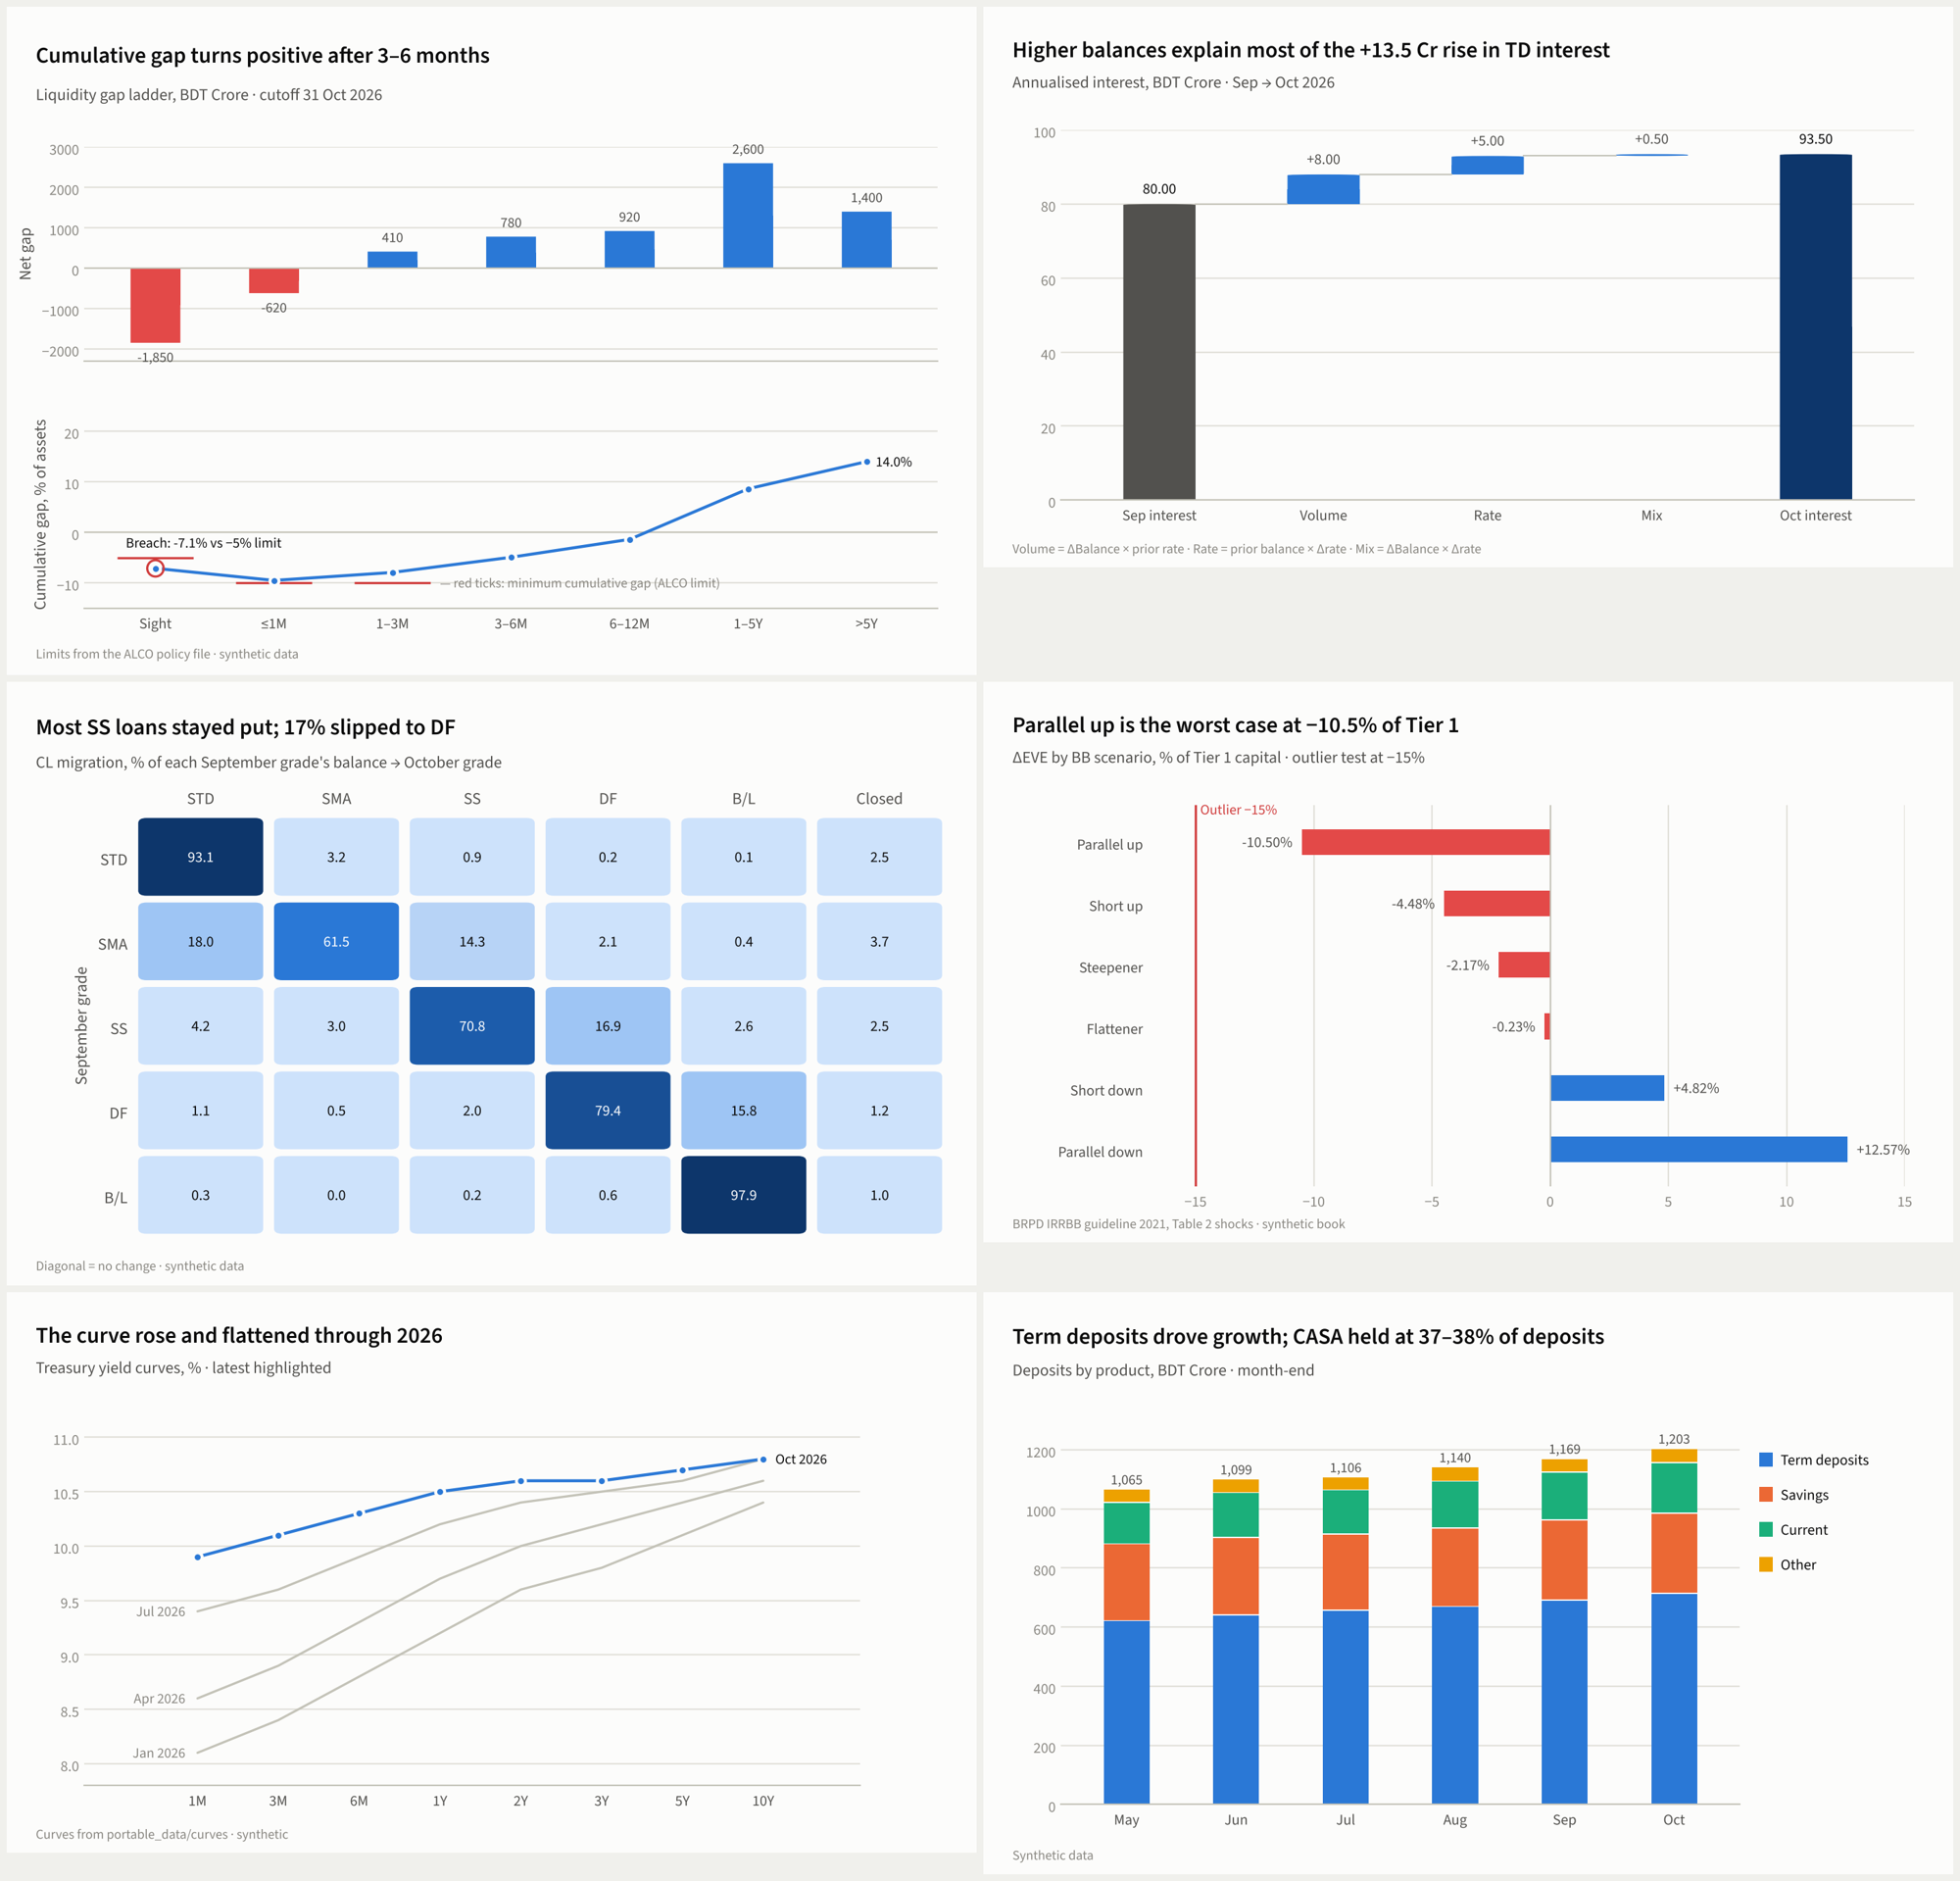 Cumulative gap turns positive after 3–6 months
Liquidity gap ladder, BDT Crore · cutoff 31 Oct 2026
Net gap
3000
2000
1000
0
−1000
−2000
-1,850
-620
410
780
920
2,600
1,400
Cumulative gap, % of assets
20
10
0
−10
14.0%
Breach: -7.1% vs −5% limit
— red ticks: minimum cumulative gap (ALCO limit)
Sight ≤1M 1–3M 3–6M 6–12M 1–5Y >5Y
Limits from the ALCO policy file · synthetic data
Higher balances explain most of the +13.5 Cr rise in TD interest
Annualised interest, BDT Crore · Sep → Oct 2026
100
80
60
40
20
0
80.00
+8.00
+5.00
+0.50
93.50
Sep interest Volume Rate Mix Oct interest
Volume = ΔBalance × prior rate · Rate = prior balance × Δrate · Mix = ΔBalance × Δrate
Most SS loans stayed put; 17% slipped to DF
CL migration, % of each September grade's balance → October grade
STD SMA SS DF B/L Closed
September grade
STD 93.1 3.2 0.9 0.2 0.1 2.5
SMA 18.0 61.5 14.3 2.1 0.4 3.7
SS 4.2 3.0 70.8 16.9 2.6 2.5
DF 1.1 0.5 2.0 79.4 15.8 1.2
B/L 0.3 0.0 0.2 0.6 97.9 1.0
Diagonal = no change · synthetic data
Parallel up is the worst case at −10.5% of Tier 1
ΔEVE by BB scenario, % of Tier 1 capital · outlier test at −15%
Outlier −15%
Parallel up -10.50%
Short up -4.48%
Steepener -2.17%
Flattener -0.23%
Short down +4.82%
Parallel down +12.57%
−15 −10 −5 0 5 10 15
BRPD IRRBB guideline 2021, Table 2 shocks · synthetic book
The curve rose and flattened through 2026
Treasury yield curves, % · latest highlighted
11.0
10.5
10.0
9.5
9.0
8.5
8.0
Oct 2026
Jul 2026
Apr 2026
Jan 2026
1M 3M 6M 1Y 2Y 3Y 5Y 10Y
Curves from portable_data/curves · synthetic
Term deposits drove growth; CASA held at 37–38% of deposits
Deposits by product, BDT Crore · month-end
1200
1000
800
600
400
200
0
1,065
1,099
1,106
1,140
1,169
1,203
Term deposits
Savings
Current
Other
May Jun Jul Aug Sep Oct
Synthetic data